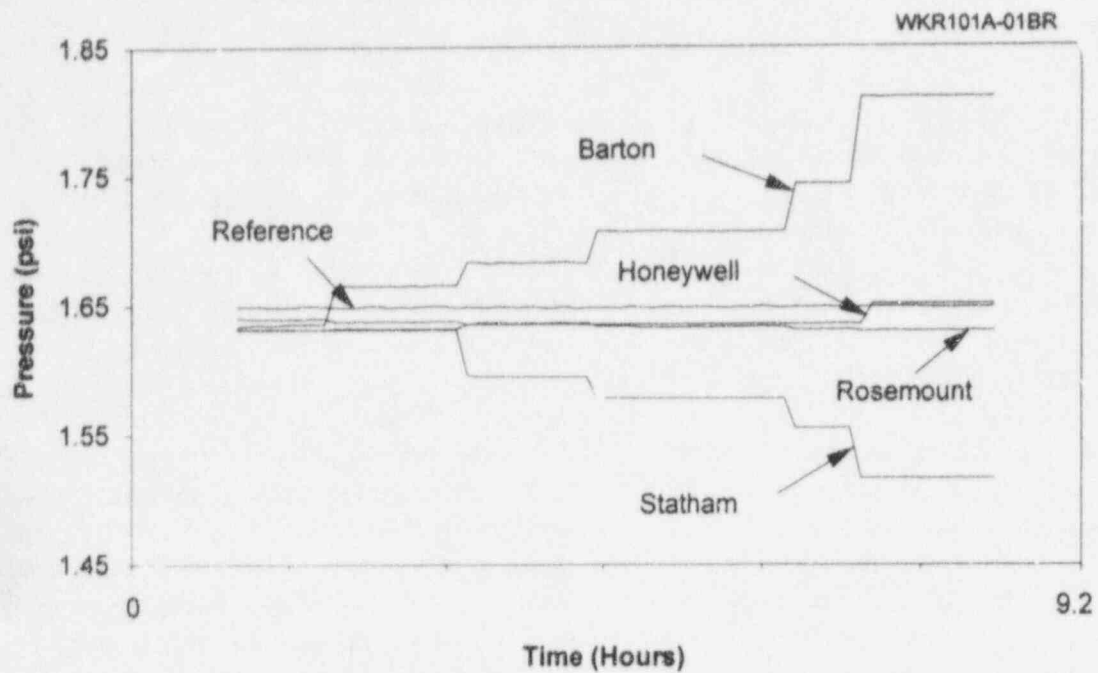 WKR101A-01BR
1.85
Barton
1.75
Reference
Honeywell
1.65
Pressure (psi)
Rosemount
1.55
Statham
1.45
0
9.2
Time (Hours)